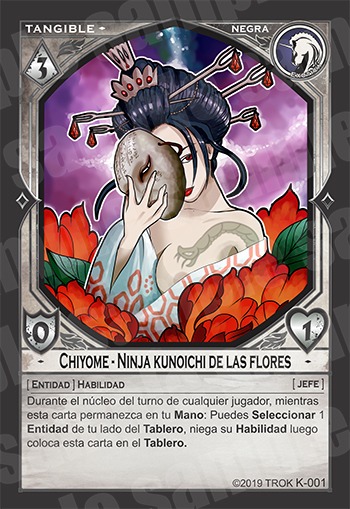 TANGIBLE
NEGRA
3
0
1
CHIYOME - NINJA KUNOICHI DE LAS FLORES
[ ENTIDAD ] HABILIDAD
[ JEFE ]
Durante el núcleo del turno de cualquier jugador, mientras
esta carta permanezca en tu Mano: Puedes Seleccionar 1
Entidad de tu lado del Tablero, niega su Habilidad luego
coloca esta carta en el Tablero.
©2019 TROK K-001